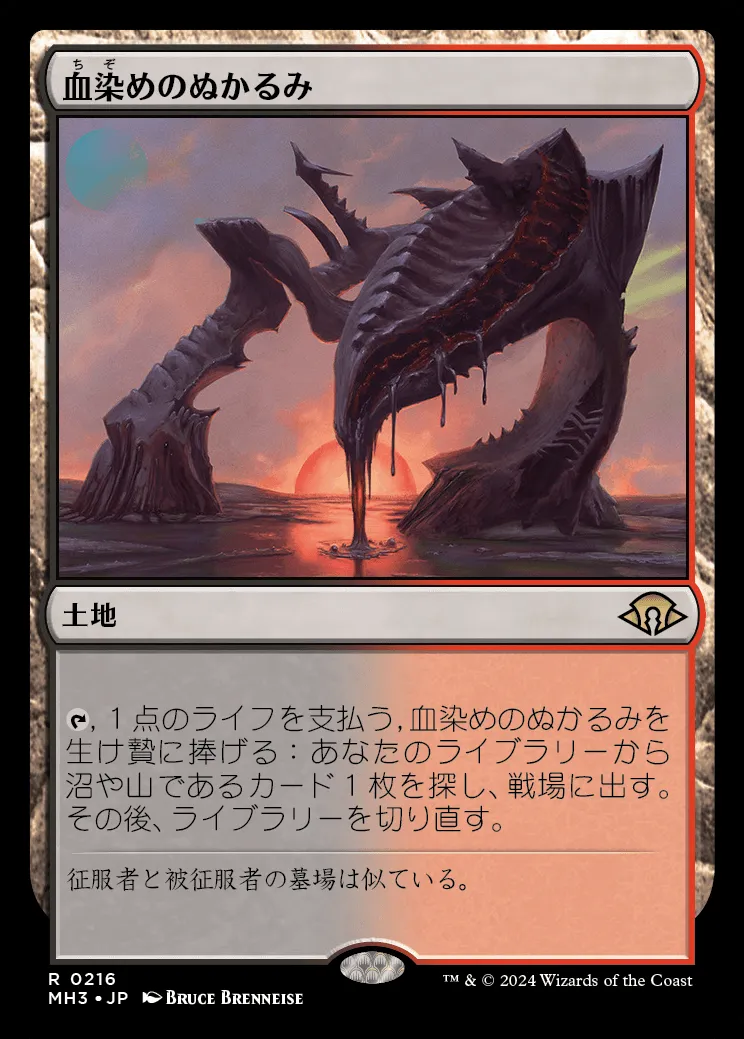 ちぞ
血染めのぬかるみ
土地
, 1点のライフを支払う, 血染めのぬかるみを
生け贄に捧げる：あなたのライブラリーから
沼や山であるカード1枚を探し、戦場に出す。
その後、ライブラリーを切り直す。
征服者と被征服者の墓場は似ている。
R 0216
MH3 • JP BRUCE BRENNEISE
™ & © 2024 Wizards of the Coast